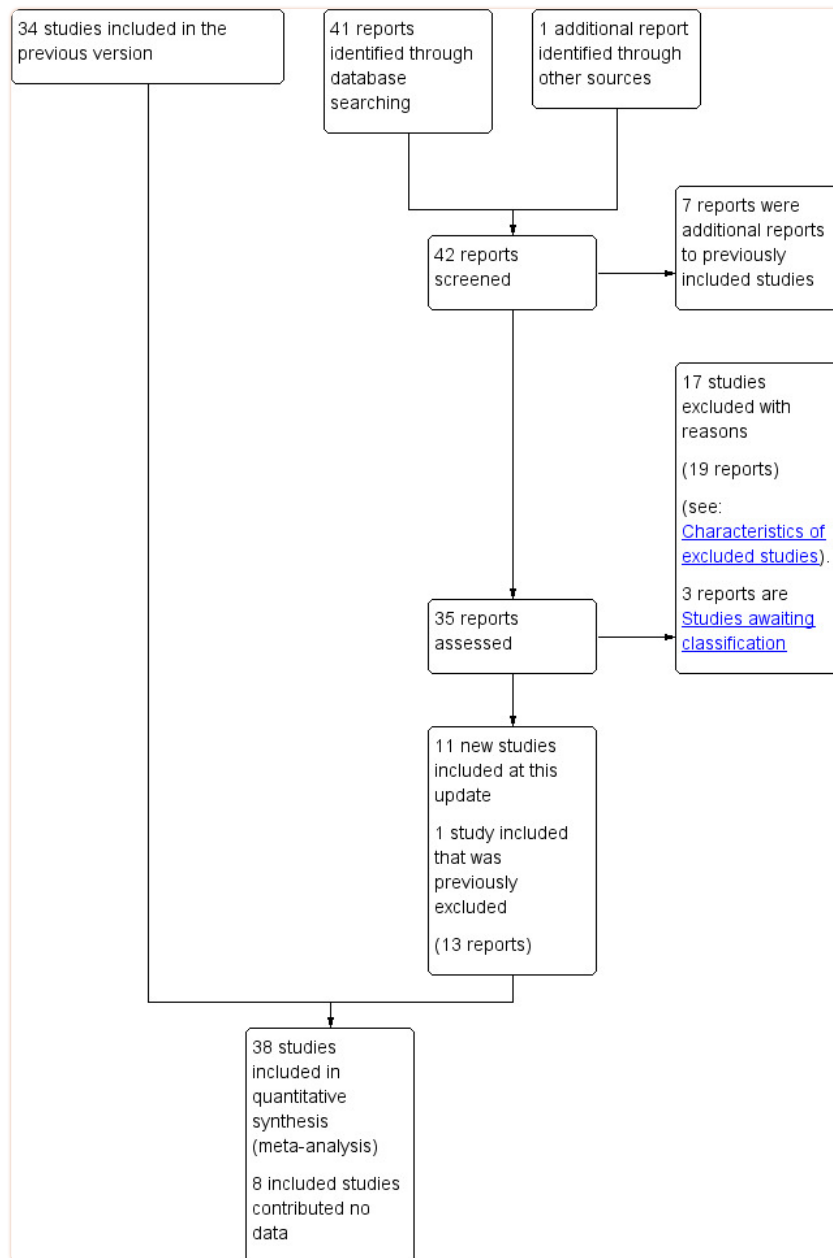 34 studies included in the
previous version
41 reports
identified through
database
searching
1 additional report
identified through
other sources
42 reports
screened
7 reports were
additional reports
to previously
included studies
17 studies
excluded with
reasons
(19 reports)
(see:
Characteristics of
excluded studies).
3 reports are
Studies awaiting
classification
35 reports
assessed
11 new studies
included at this
update
1 study included
that was
previously
excluded
(13 reports)
38 studies
included in
quantitative
synthesis
(meta-analysis)
8 included studies
contributed no
data